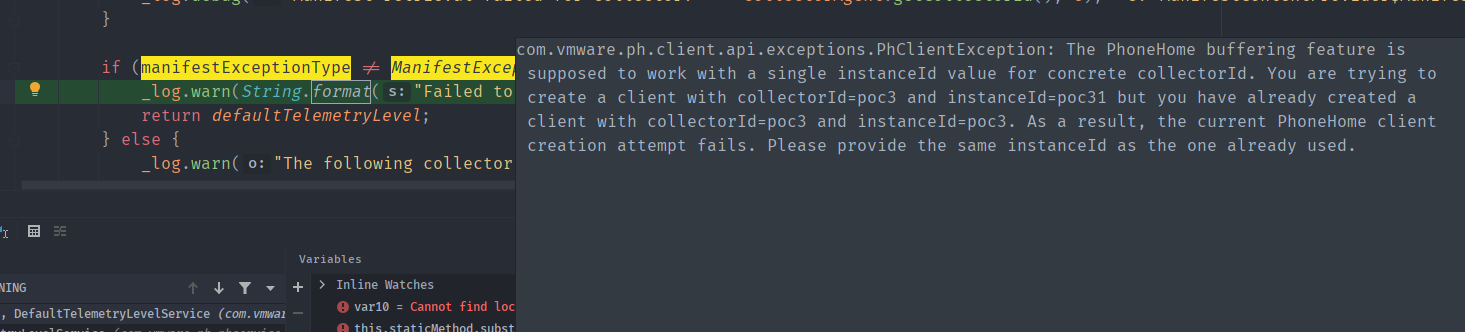 }
if (manifestExceptionType ≠ ManifestExcep
_log.warn(String.format( s: "Failed to
return defaultTelemetryLevel;
} else {
_log.warn( o: "The following collector
com.vmware.ph.client.api.exceptions.PhClientException: The PhoneHome buffering feature is
supposed to work with a single instanceId value for concrete collectorId. You are trying to
create a client with collectorId=poc3 and instanceId=poc31 but you have already created a
client with collectorId=poc3 and instanceId=poc3. As a result, the current PhoneHome client
creation attempt fails. Please provide the same instanceId as the one already used.
Variables
NING
Inline Watches
var10 = Cannot find loc
, DefaultTelemetryLevelService (com.vmwar
this.staticMethod.subst